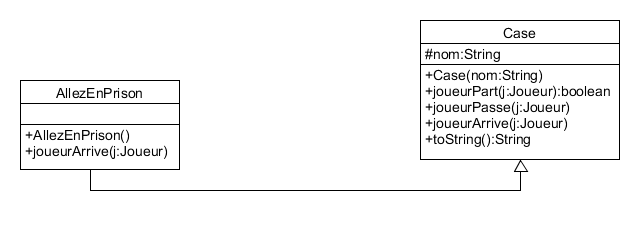 Case
#nom:String
+Case(nom:String)
+joueurPart(j:Joueur):boolean
+joueurPasse(j:Joueur)
+joueurArrive(j:Joueur)
+toString():String
AllezEnPrison
+AllezEnPrison()
+joueurArrive(j:Joueur)